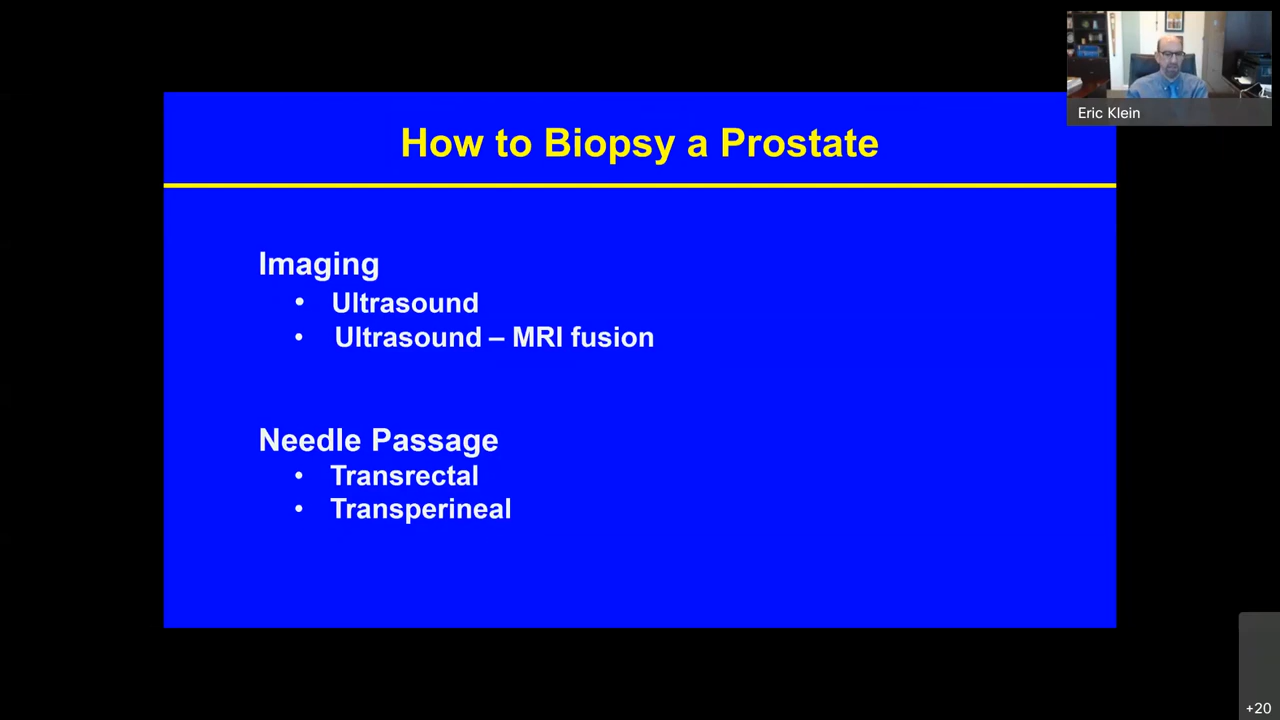 How to Biopsy a Prostate
Eric Klein
Imaging
• Ultrasound
• Ultrasound – MRI fusion
Needle Passage
• Transrectal
• Transperineal
+20